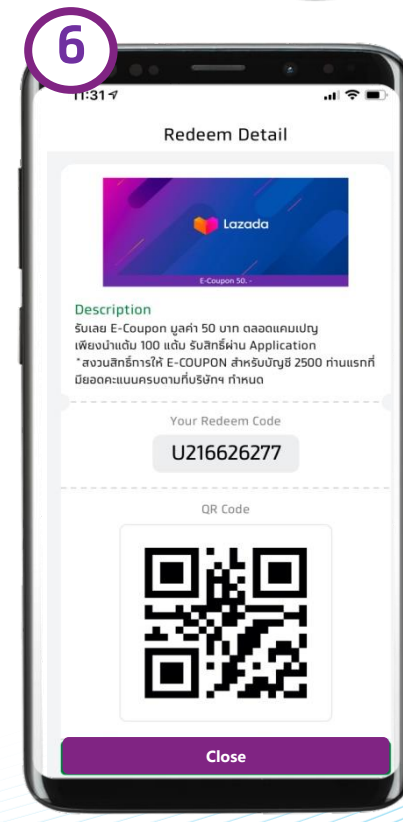 6
11:31
Redeem Detail
Lazada
E-Coupon 50. -
Description
รับเลย E-Coupon มูลค่า 50 บาท ตลอดแคมเปญ
เพียงนำแต้ม 100 แต้ม รับสิทธิ์ผ่าน Application
*สงวนสิทธิ์การให้ E-COUPON สำหรับบัญชี 2500 ท่านแรกที่
มียอดคะแนนครบตามที่บริษัทฯ กำหนด
Your Redeem Code
U216626277
QR Code
Close